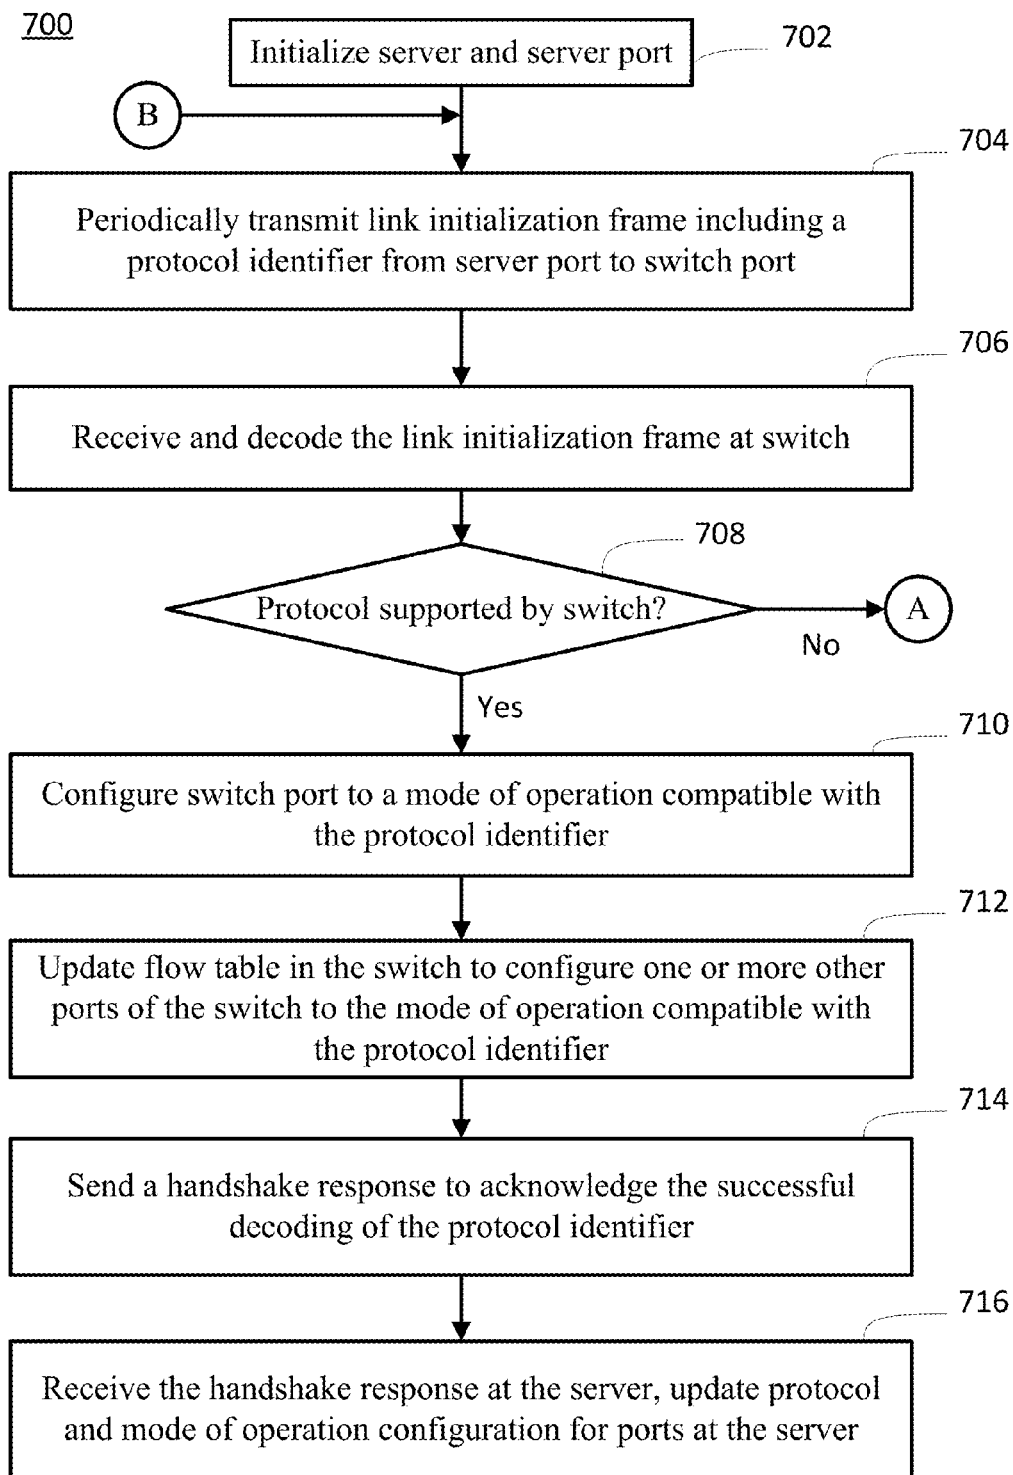 700
Initialize server and server port
702
B
704
Periodically transmit link initialization frame including a
protocol identifier from server port to switch port
706
Receive and decode the link initialization frame at switch
708
Protocol supported by switch?
A
No
Yes
710
Configure switch port to a mode of operation compatible with
the protocol identifier
712
Update flow table in the switch to configure one or more other
ports of the switch to the mode of operation compatible with
the protocol identifier
714
Send a handshake response to acknowledge the successful
decoding of the protocol identifier
716
Receive the handshake response at the server, update protocol
and mode of operation configuration for ports at the server